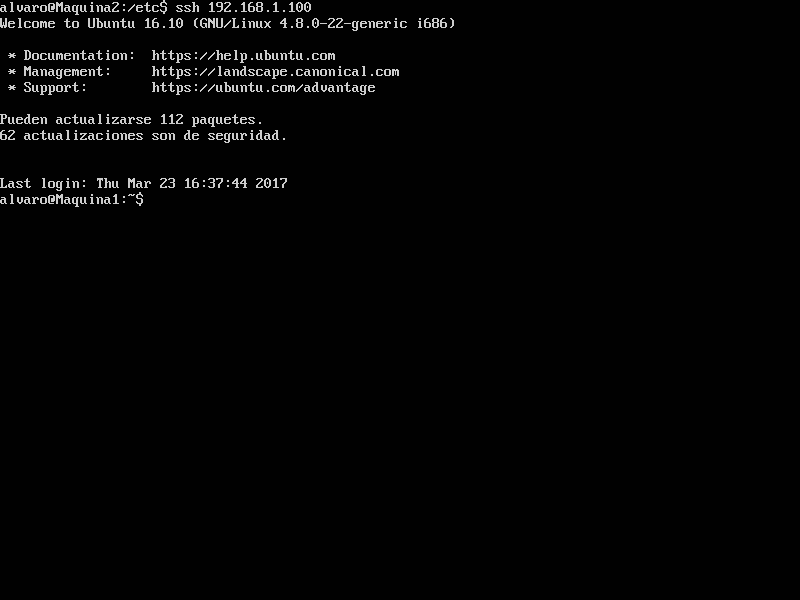 alvaro@Maquina2:/etc$ ssh 192.168.1.100
Welcome to Ubuntu 16.10 (GNU/Linux 4.8.0-22-generic i686)
* Documentation: https://help.ubuntu.com
* Management: https://landscape.canonical.com
* Support: https://ubuntu.com/advantage
Pueden actualizarse 112 paquetes.
62 actualizaciones son de seguridad.
Last login: Thu Mar 23 16:37:44 2017
alvaro@Maquina1:~$